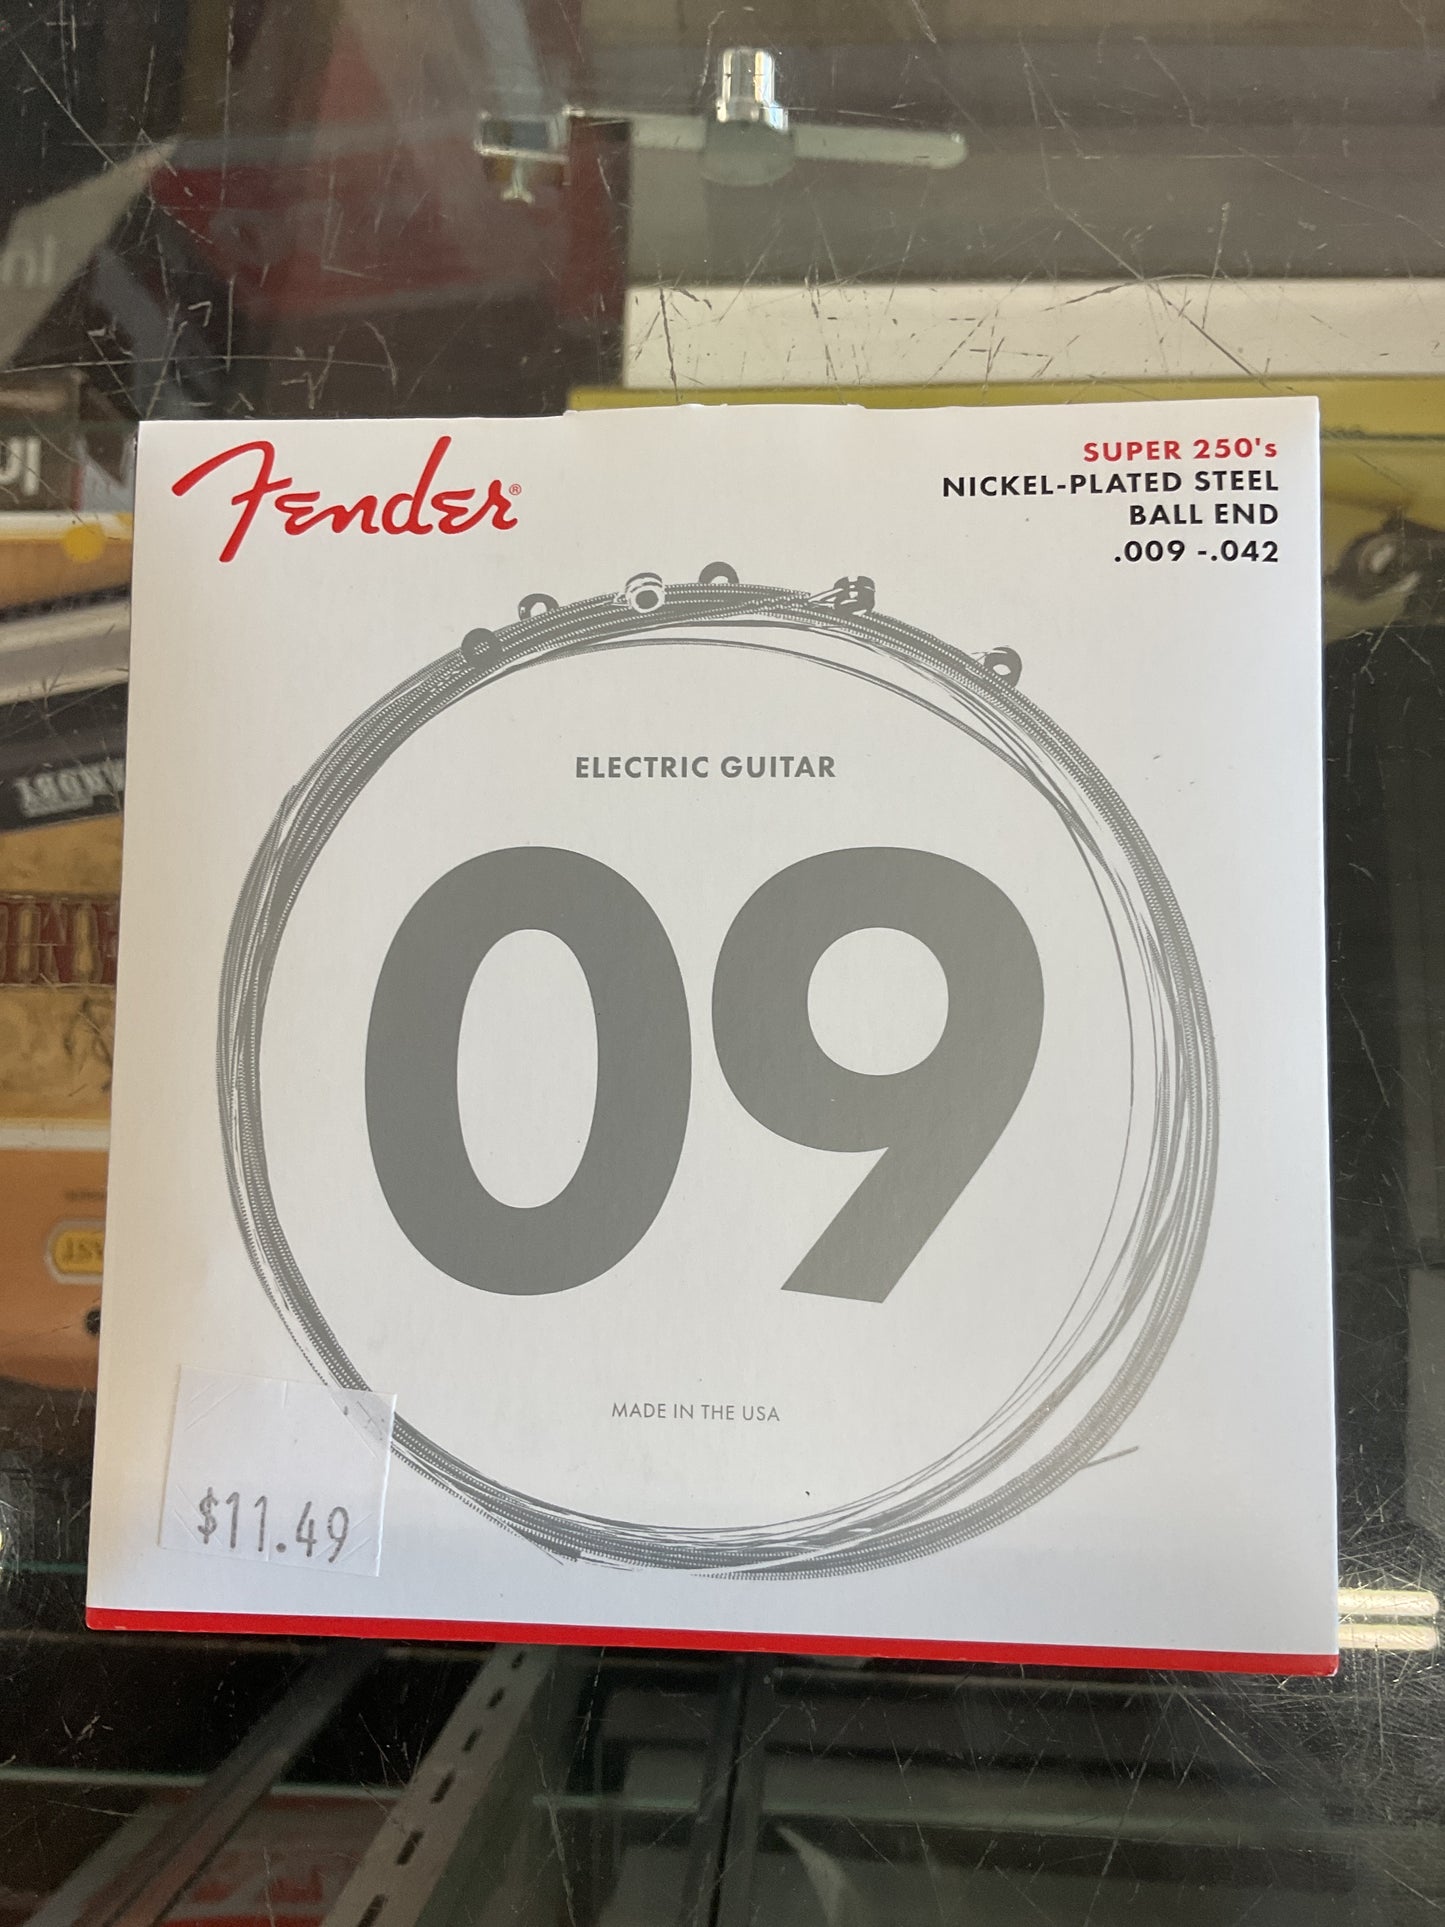 Fender®
SUPER 250's
NICKEL-PLATED STEEL
BALL END
.009 -.042
ELECTRIC GUITAR
09
MADE IN THE USA
$11.49